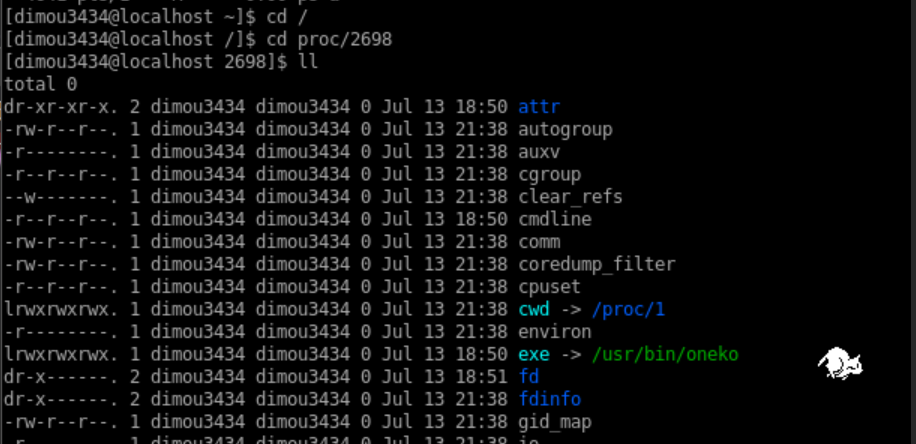 [dimou3434@localhost ~]$ cd /
[dimou3434@localhost /]$ cd proc/2698
[dimou3434@localhost 2698]$ ll
total 0
dr-xr-xr-x. 2 dimou3434 dimou3434 0 Jul 13 18:50 attr
-rw-r--r--. 1 dimou3434 dimou3434 0 Jul 13 21:38 autogroup
-r--------. 1 dimou3434 dimou3434 0 Jul 13 21:38 auxv
-r--r--r--. 1 dimou3434 dimou3434 0 Jul 13 21:38 cgroup
--w-------. 1 dimou3434 dimou3434 0 Jul 13 21:38 clear_refs
-r--r--r--. 1 dimou3434 dimou3434 0 Jul 13 18:50 cmdline
-rw-r--r--. 1 dimou3434 dimou3434 0 Jul 13 21:38 comm
-rw-r--r--. 1 dimou3434 dimou3434 0 Jul 13 21:38 coredump_filter
-r--r--r--. 1 dimou3434 dimou3434 0 Jul 13 21:38 cpuset
lrwxrwxrwx. 1 dimou3434 dimou3434 0 Jul 13 21:38 cwd -> /proc/1
-r--------. 1 dimou3434 dimou3434 0 Jul 13 21:38 environ
lrwxrwxrwx. 1 dimou3434 dimou3434 0 Jul 13 18:50 exe -> /usr/bin/oneko
dr-x------. 2 dimou3434 dimou3434 0 Jul 13 18:51 fd
dr-x------. 2 dimou3434 dimou3434 0 Jul 13 21:38 fdinfo
-rw-r--r--. 1 dimou3434 dimou3434 0 Jul 13 21:38 gid_map